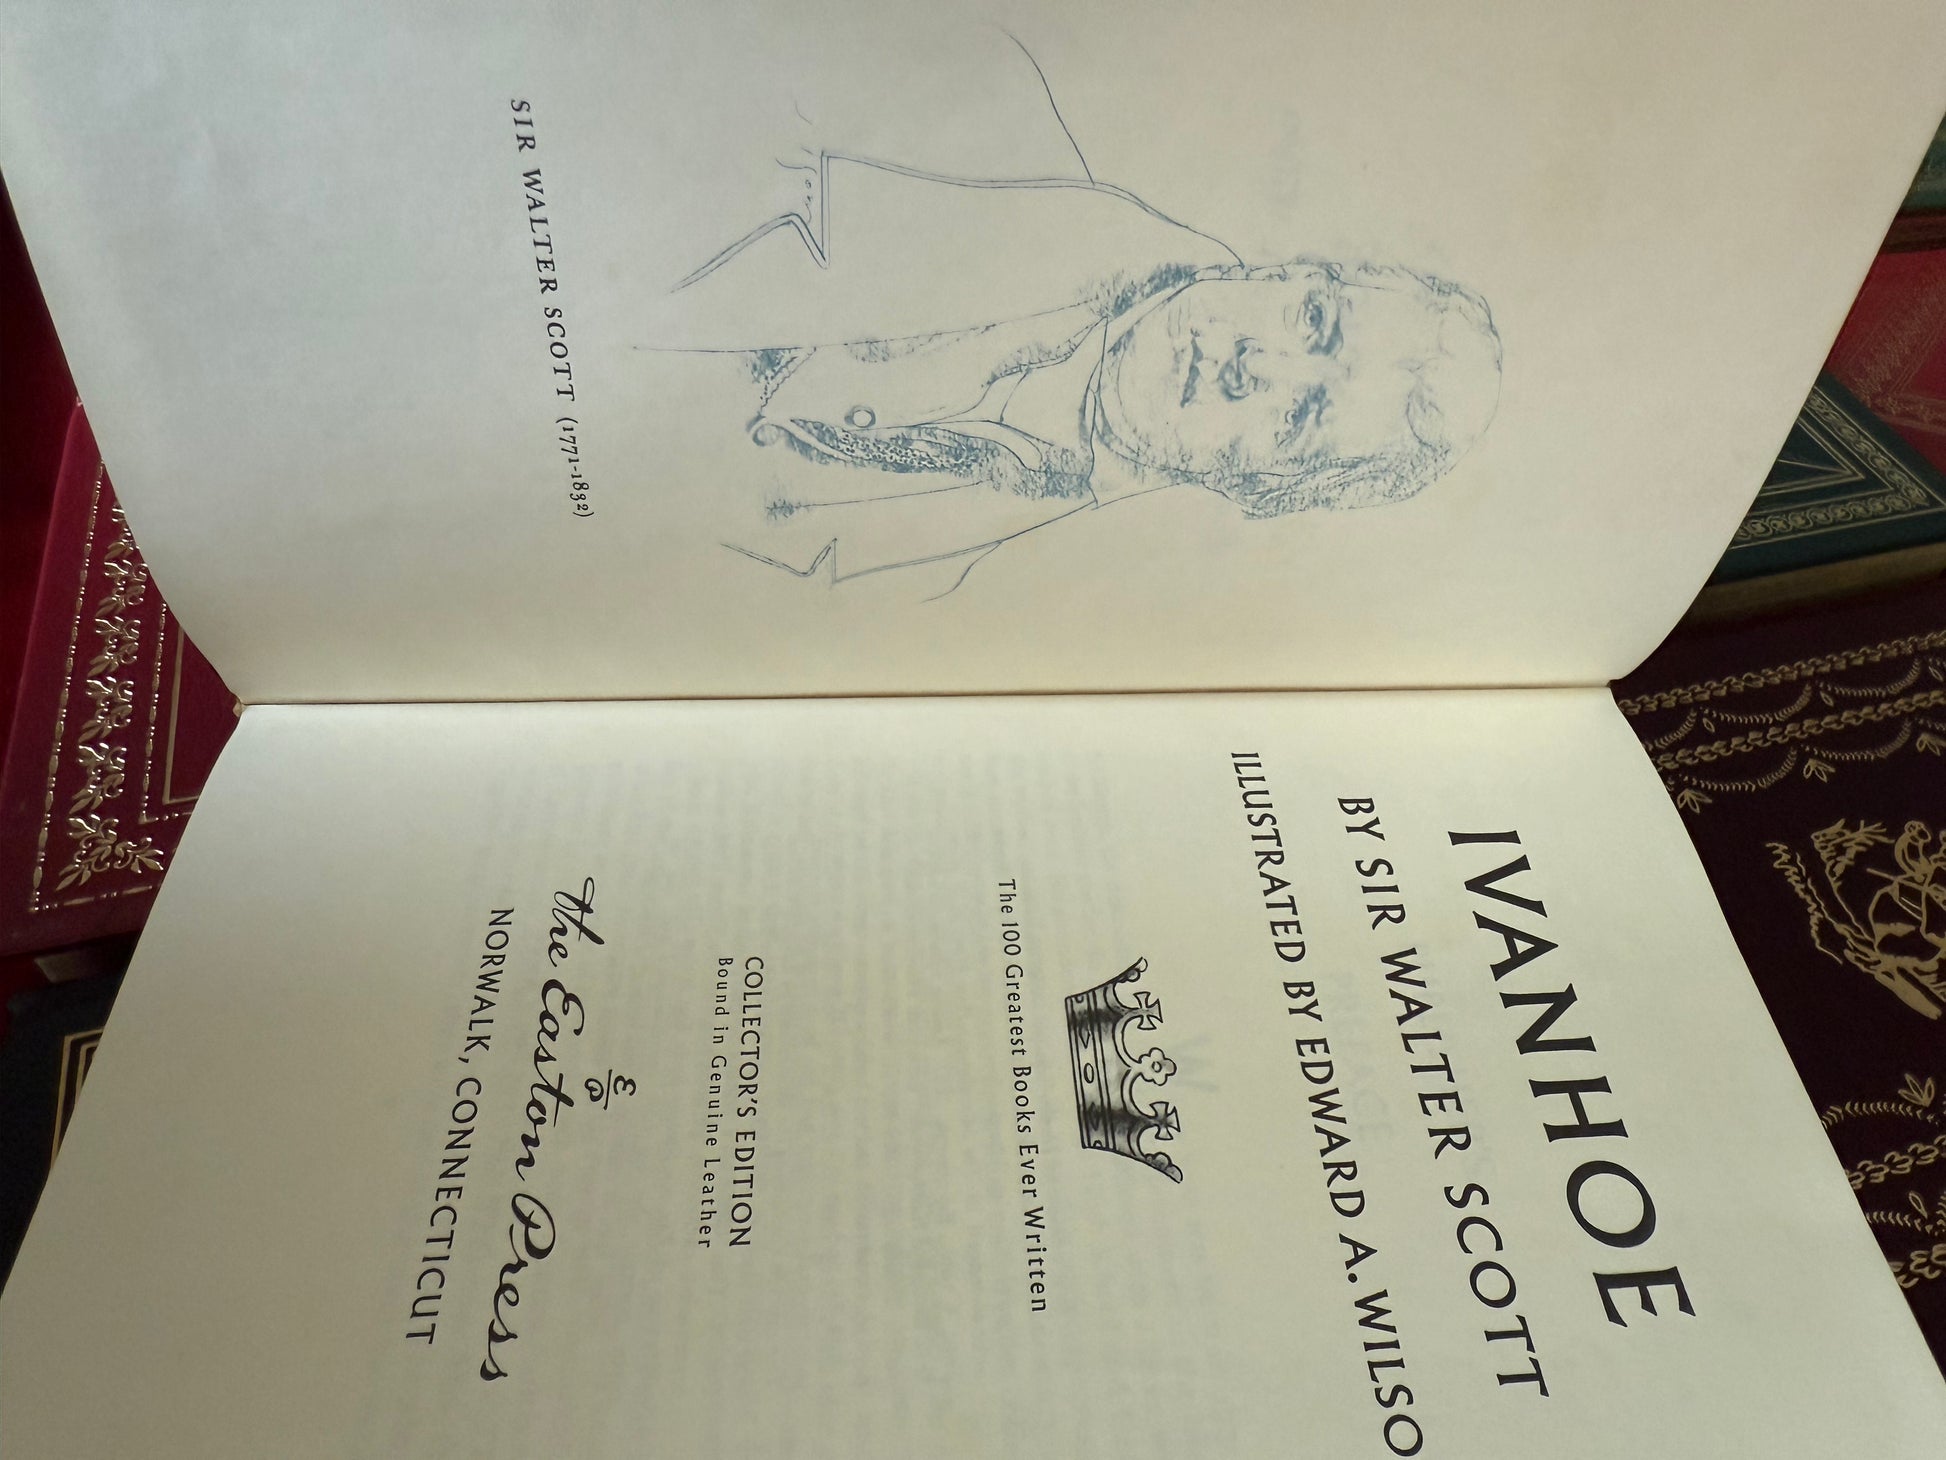 SIR WALTER SCOTT (1771-1832)
IVANHOE
BY SIR WALTER SCOTT
ILLUSTRATED BY EDWARD A. WILSO
The 100 Greatest Books Ever Written
COLLECTOR'S EDITION
Bound in Genuine Leather
The Easton Press
NORWALK, CONNECTICUT